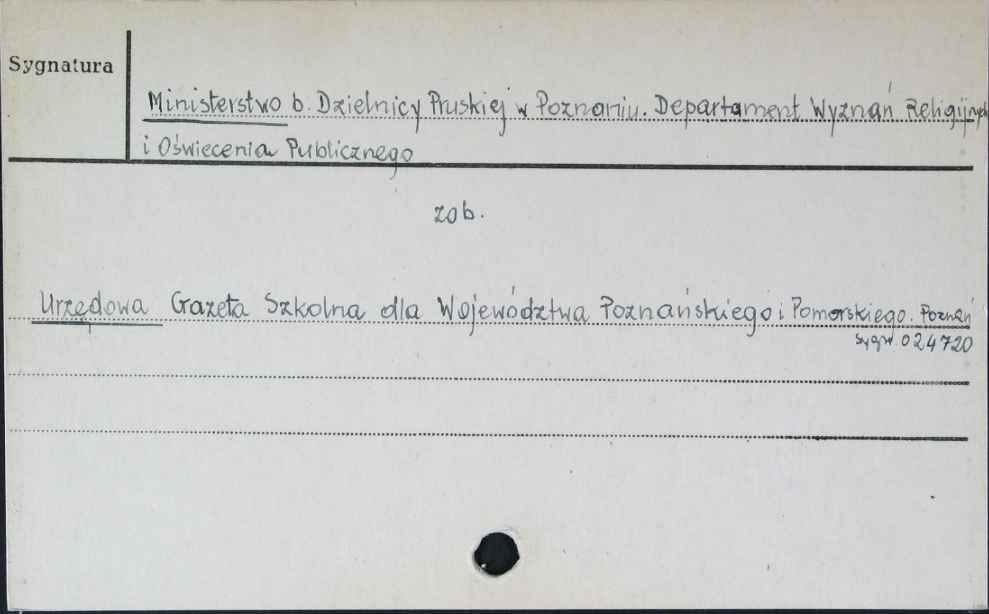 Sygnatura
Ministerstwo b. Dzielnicy Pruskiej w Poznaniu. Departament Wyznań Religijnych
i Oświecenia Publicznego
zob.
Urzędowa Gazeta Szkolna dla Województwa Poznańskiego i Pomorskiego. Poznań
sygn. 024720